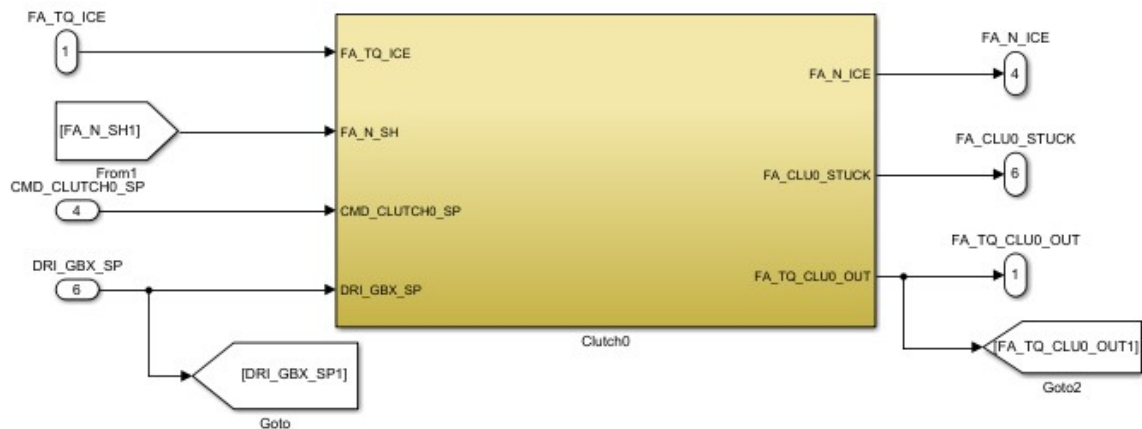 FA_TQ_ICE
1
FA_TQ_ICE
[FA_N_SH1]
From1
FA_N_SH
CMD_CLUTCH0_SP
4
CMD_CLUTCH0_SP
DRI_GBX_SP
6
DRI_GBX_SP
[DRI_GBX_SP1]
Goto
Clutch0
FA_N_ICE
FA_N_ICE
4
FA_CLU0_STUCK
FA_CLU0_STUCK
6
FA_TQ_CLU0_OUT
FA_TQ_CLU0_OUT
1
[FA_TQ_CLU0_OUT1]
Goto2